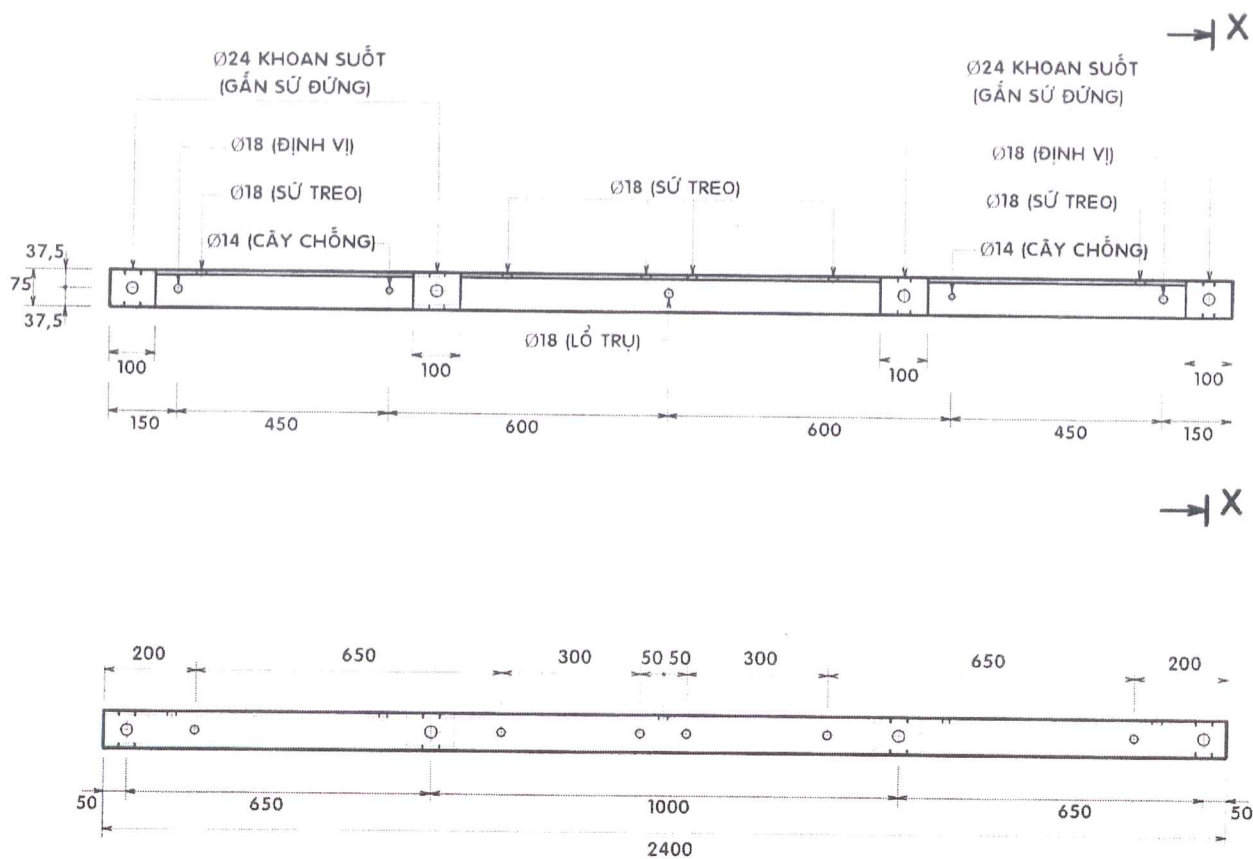 X
Ø24 KHOAN SUỐT
(GẮN SỨ ĐỨNG)
Ø24 KHOAN SUỐT
(GẮN SỨ ĐỨNG)
Ø18 (ĐỊNH VỊ)
Ø18 (ĐỊNH VỊ)
Ø18 (SỨ TREO)
Ø18 (SỨ TREO)
Ø18 (SỨ TREO)
Ø14 (CÂY CHỐNG)
Ø14 (CÂY CHỐNG)
37,5
75
37,5
Ø18 (LỔ TRỤ)
100
100
100
100
150
450
600
600
450
150
X
200
650
300
50 50
300
650
200
50
650
1000
650
50
2400